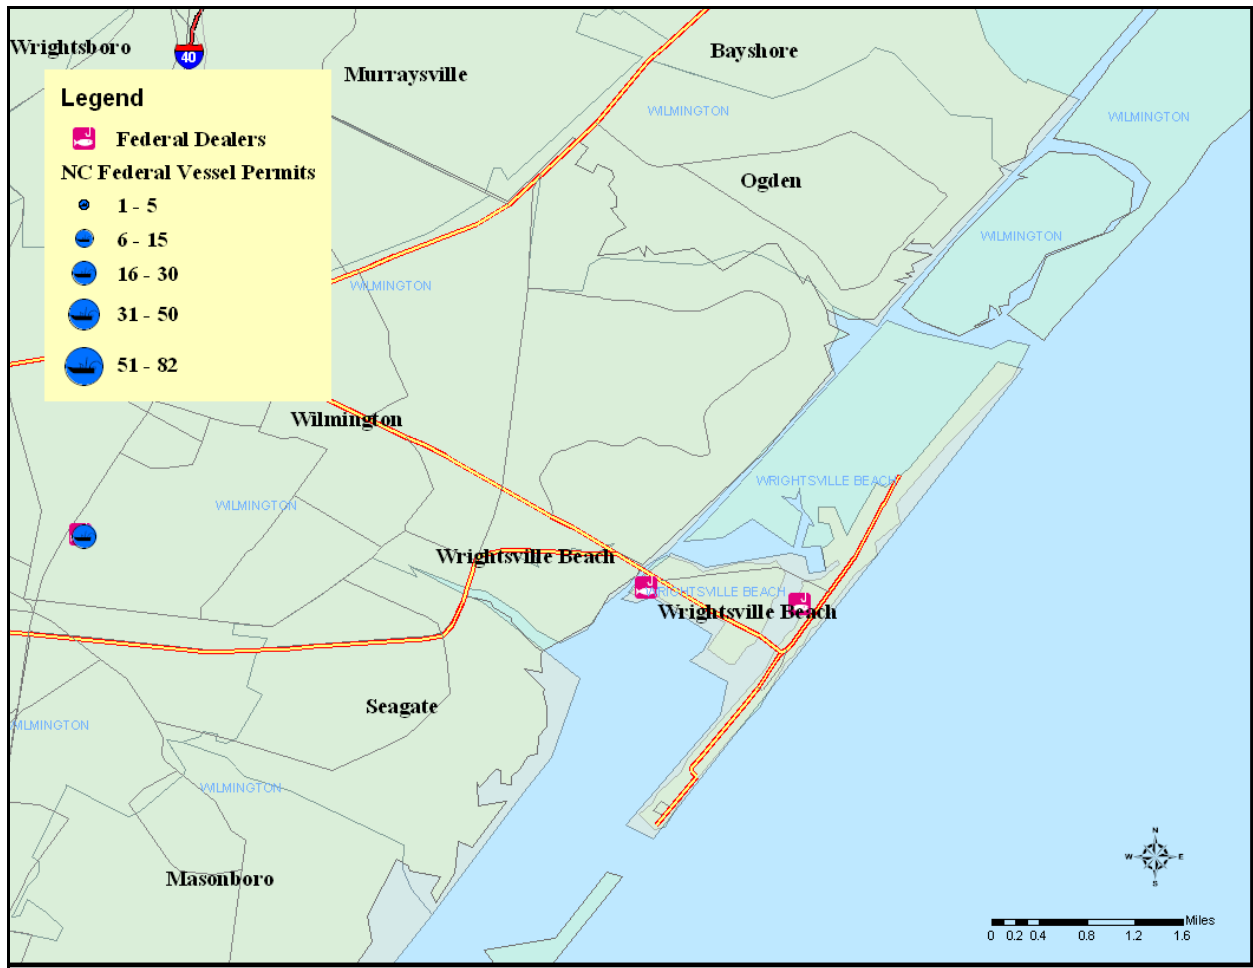 Wrightsboro
40
Murraysville
Bayshore
WILMINGTON
WILMINGTON
Legend
Federal Dealers
NC Federal Vessel Permits
1 - 5
6 - 15
16 - 30
31 - 50
51 - 82
Ogden
WILMINGTON
WILMINGTON
Wilmington
WRIGHTSVILLE BEACH
WILMINGTON
Wrightsville Beach
WRIGHTSVILLE BEACH
Wrightsville Beach
Seagate
WILMINGTON
WILMINGTON
Masonboro
N
W E
S
Miles
0 0.2 0.4 0.8 1.2 1.6